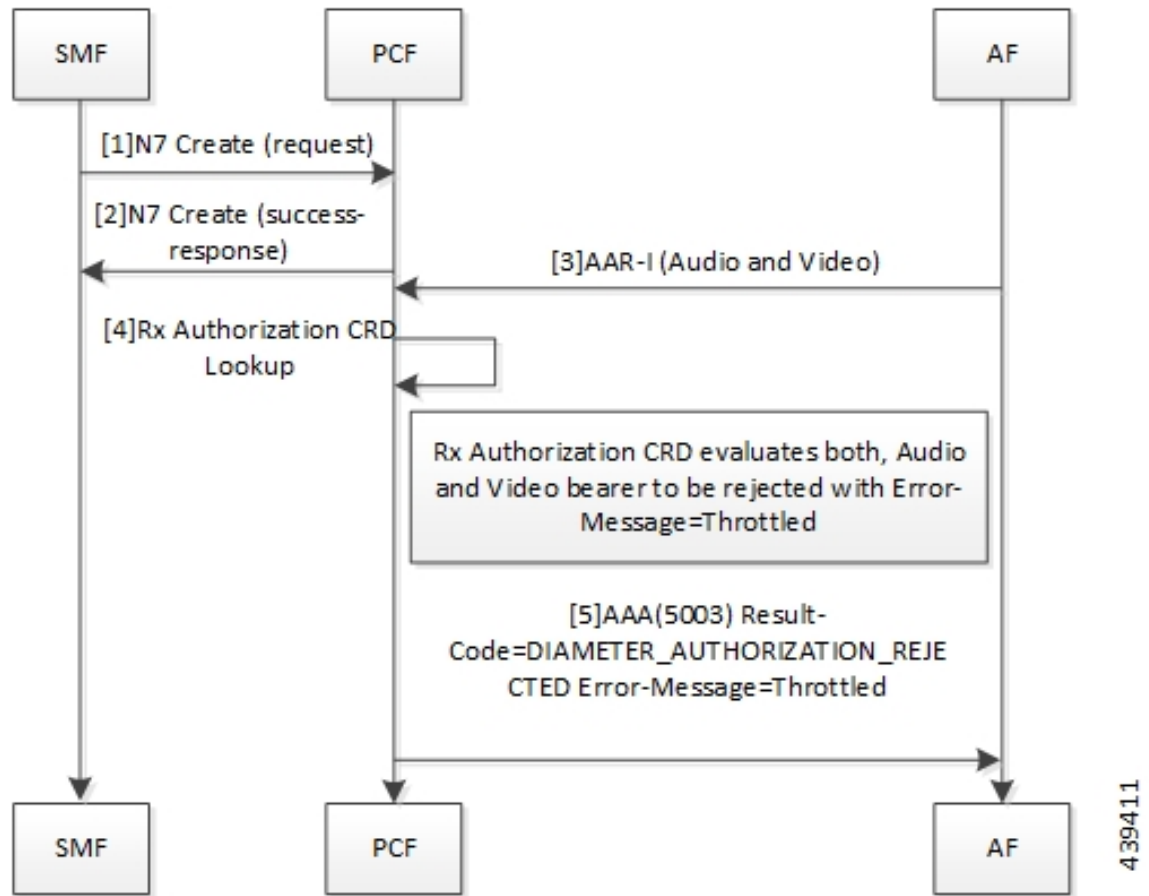 SMF
PCF
AF
[1]N7 Create (request)
[2]N7 Create (success-
response)
[3]AAR-I (Audio and Video)
[4]Rx Authorization CRD
Lookup
Rx Authorization CRD evaluates both, Audio
and Video bearer to be rejected with Error-
Message=Throttled
[5]AAA(5003) Result-
Code=DIAMETER_AUTHORIZATION_REJE
CTED Error-Message=Throttled
SMF
PCF
AF
439411